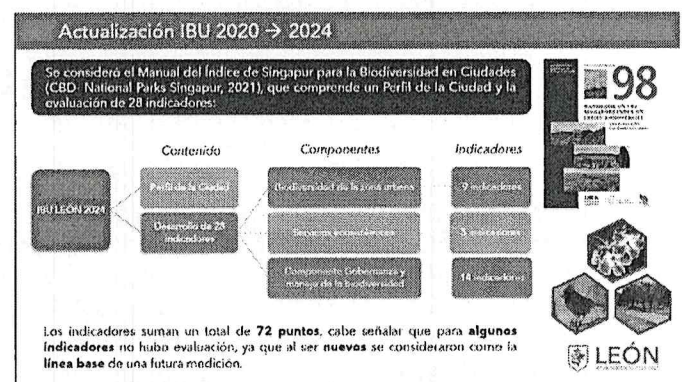 Actualización IBU 2020 → 2024
Se consideró el Manual del Índice de Singapur para la Biodiversidad en Ciudades
(CBD- National Parks Singapur, 2021), que comprende un Perfil de la Ciudad y la
evaluación de 28 indicadores:
98
Contenido
Componentes
Indicadores
Perfil de la Ciudad
Biodiversidad de la zona urbana
9 indicadores
IBU LEÓN 2024
Desarrollo de 28
indicadores
Servicios ecosistémicos
5 indicadores
Componente Gobernanza y
manejo de la biodiversidad
14 indicadores
Los indicadores suman un total de 72 puntos, cabe señalar que para algunos
indicadores no hubo evaluación, ya que al ser nuevos se consideraron como la
línea base de una futura medición.
LEÓN